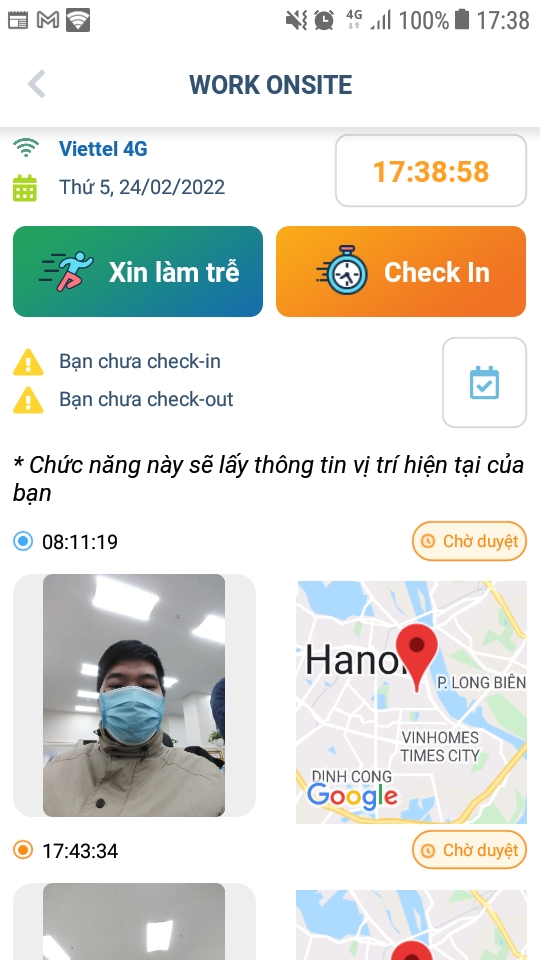 4G 100% 17:38
WORK ONSITE
Viettel 4G
Thứ 5, 24/02/2022
17:38:58
Xin làm trễ
Check In
Bạn chưa check-in
Bạn chưa check-out
* Chức năng này sẽ lấy thông tin vị trí hiện tại của
bạn
08:11:19
Chờ duyệt
Hanoi
P. LONG BIÊN
VINHOMES
TIMES CITY
DINH CONG
Google
17:43:34
Chờ duyệt